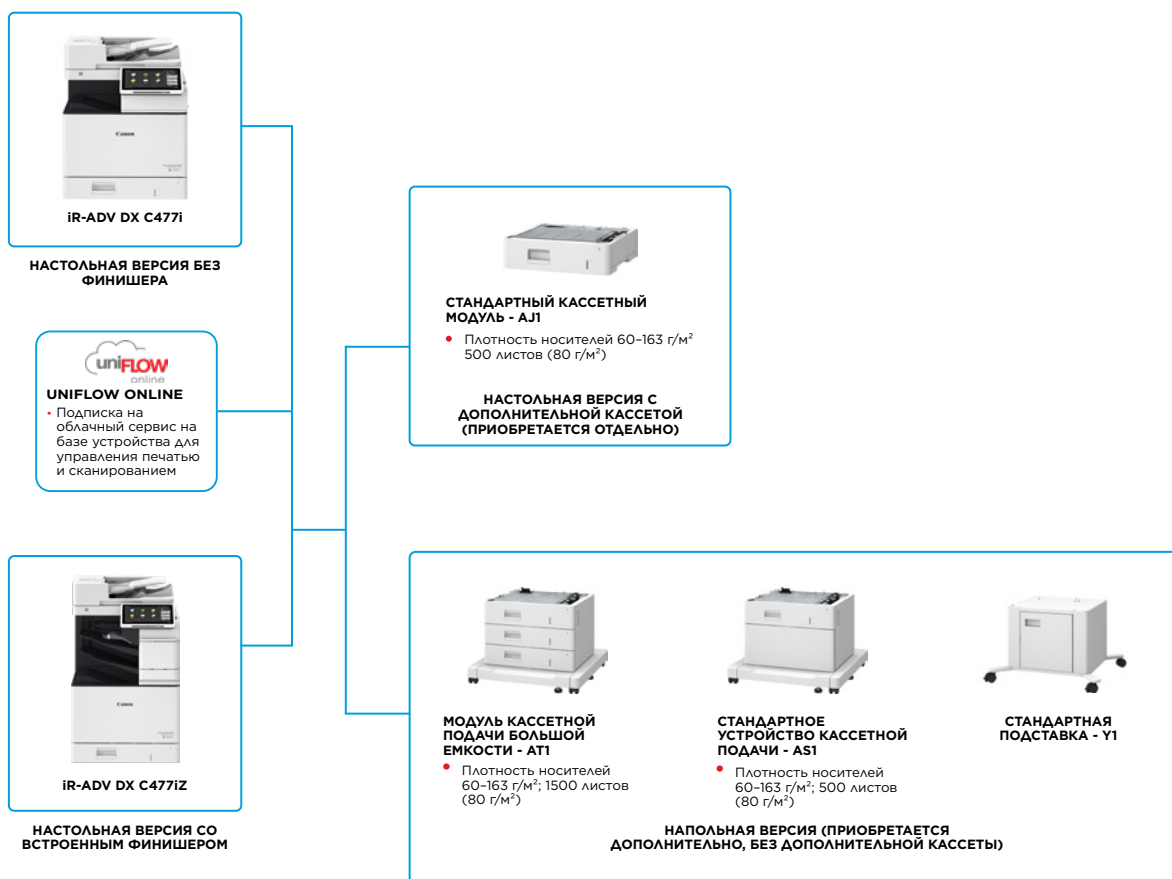 Canon
iR-ADV DX C477i
НАСТОЛЬНАЯ ВЕРСИЯ БЕЗ
ФИНИШЕРА
uniFLOW
online
UNIFLOW ONLINE
• Подписка на
облачный сервис на
базе устройства для
управления печатью
и сканированием
Canon
iR-ADV DX C477iZ
НАСТОЛЬНАЯ ВЕРСИЯ СО
ВСТРОЕННЫМ ФИНИШЕРОМ
СТАНДАРТНЫЙ КАССЕТНЫЙ
МОДУЛЬ - AJ1
• Плотность носителей 60–163 г/м²
500 листов (80 г/м²)
НАСТОЛЬНАЯ ВЕРСИЯ С
ДОПОЛНИТЕЛЬНОЙ КАССЕТОЙ
(ПРИОБРЕТАЕТСЯ ОТДЕЛЬНО)
МОДУЛЬ КАССЕТНОЙ
ПОДАЧИ БОЛЬШОЙ
ЕМКОСТИ - AT1
• Плотность носителей
60–163 г/м²; 1500 листов
(80 г/м²)
СТАНДАРТНОЕ
УСТРОЙСТВО КАССЕТНОЙ
ПОДАЧИ - AS1
• Плотность носителей
60–163 г/м²; 500 листов
(80 г/м²)
СТАНДАРТНАЯ
ПОДСТАВКА - Y1
НАПОЛЬНАЯ ВЕРСИЯ (ПРИОБРЕТАЕТСЯ
ДОПОЛНИТЕЛЬНО, БЕЗ ДОПОЛНИТЕЛЬНОЙ КАССЕТЫ)